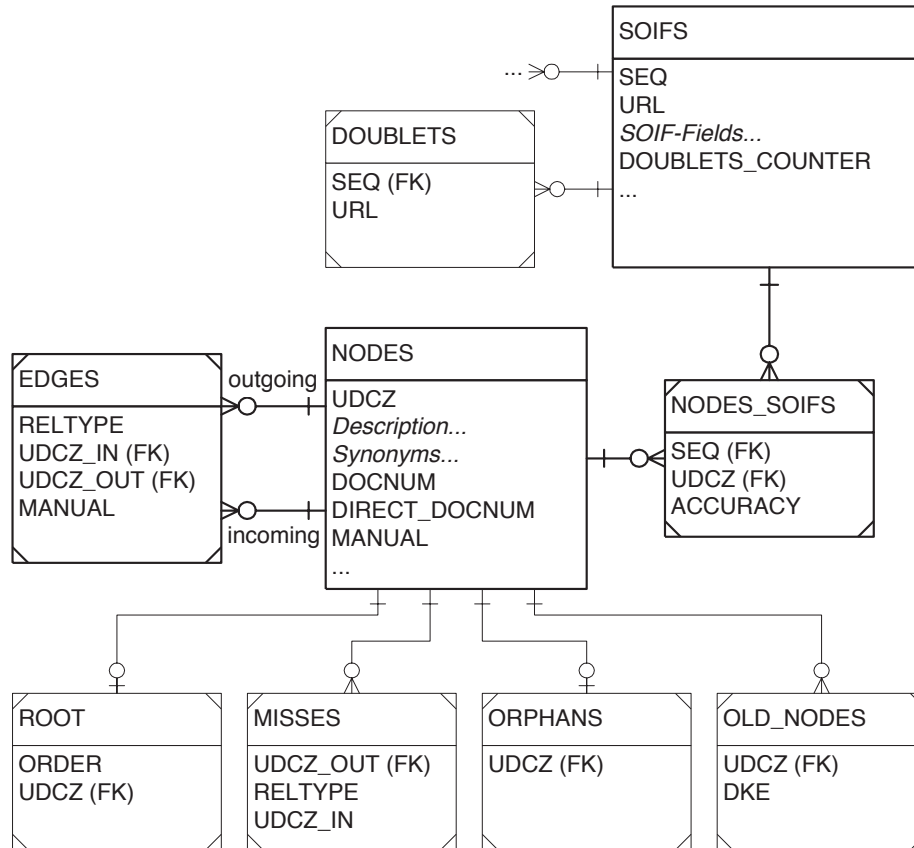 SOIFS
SEQ
URL
SOIF-Fields...
DOUBLETS_COUNTER
...
...
DOUBLETS
SEQ (FK)
URL
NODES
UDCZ
Description...
Synonyms...
DOCNUM
DIRECT_DOCNUM
MANUAL
...
EDGES
RELTYPE
UDCZ_IN (FK)
UDCZ_OUT (FK)
MANUAL
outgoing
incoming
NODES_SOIFS
SEQ (FK)
UDCZ (FK)
ACCURACY
ROOT
ORDER
UDCZ (FK)
MISSES
UDCZ_OUT (FK)
RELTYPE
UDCZ_IN
ORPHANS
UDCZ (FK)
OLD_NODES
UDCZ (FK)
DKE